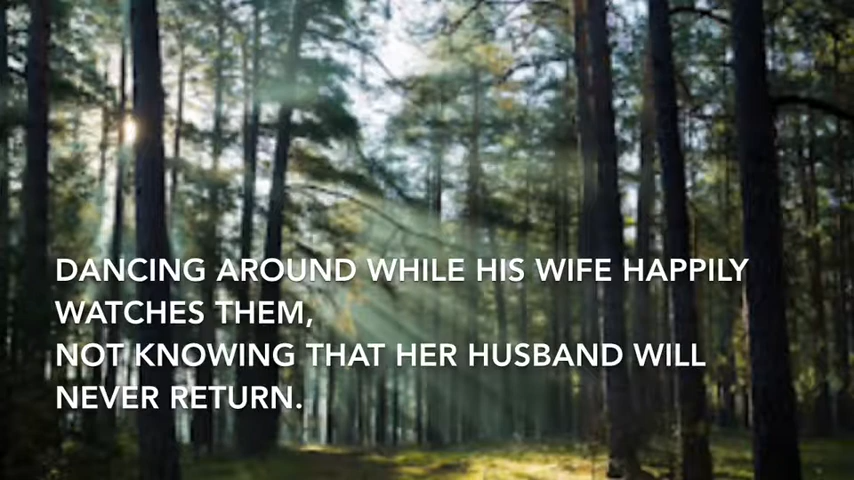 DANCING AROUND WHILE HIS WIFE HAPPILY
WATCHES THEM,
NOT KNOWING THAT HER HUSBAND WILL
NEVER RETURN.